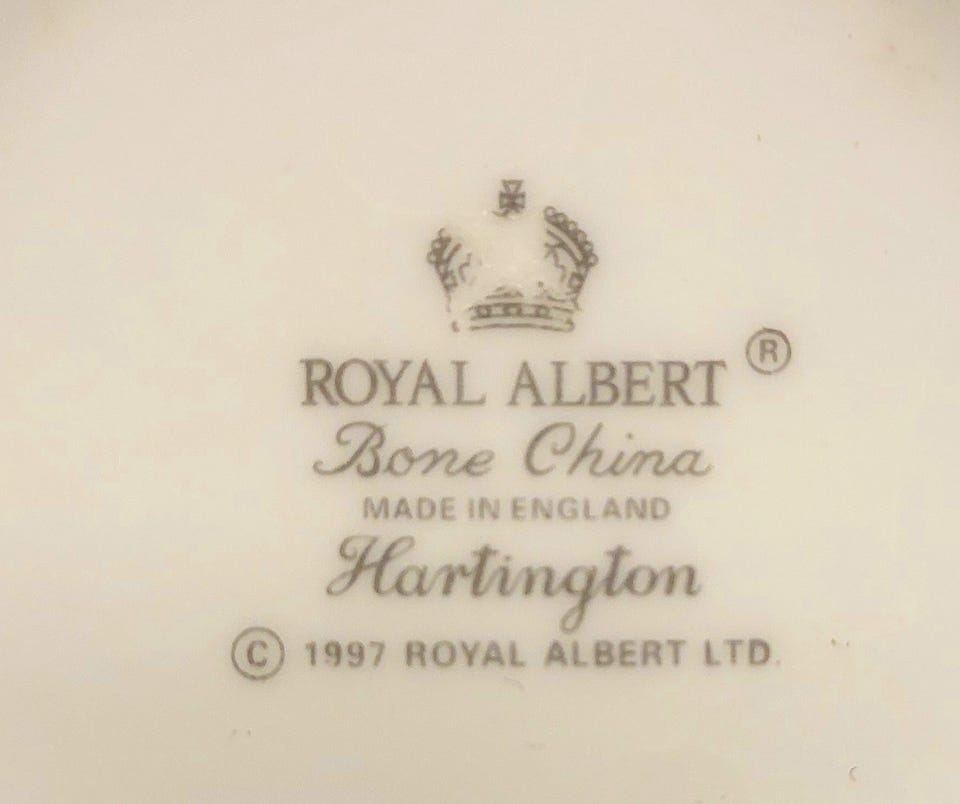 ROYAL ALBERT ®
Bone China
MADE IN ENGLAND
Hartington
© 1997 ROYAL ALBERT LTD.